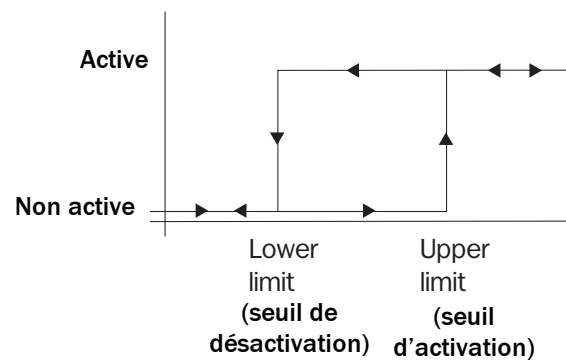 Active
Non active
Lower
limit
(seuil de
désactivation)
Upper
limit
(seuil
d'activation)